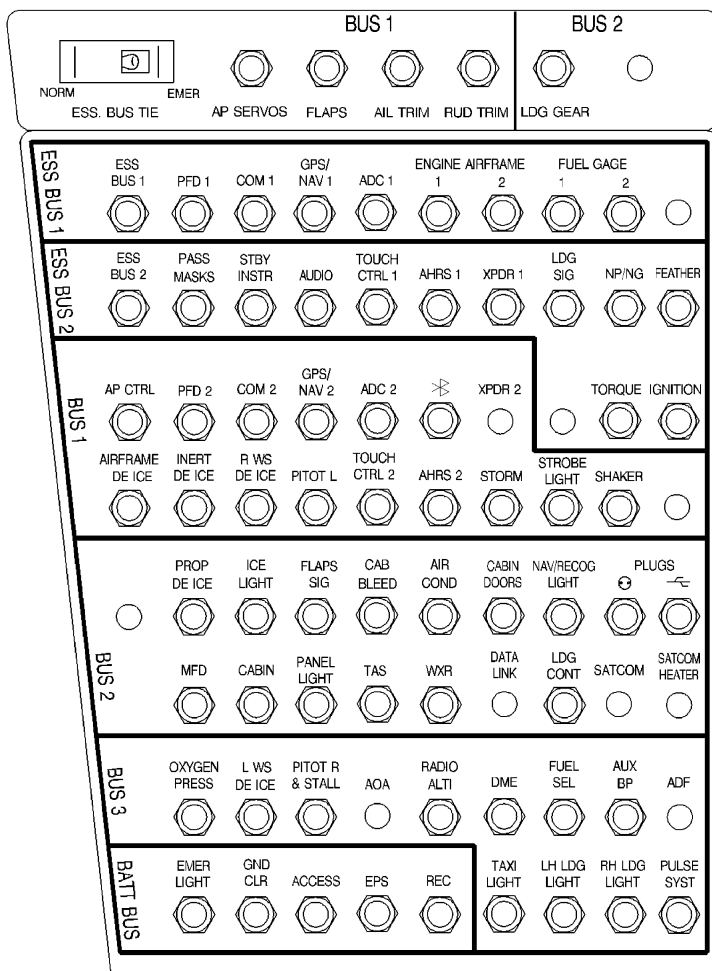 BUS 1 BUS 2
NORM EMER
ESS. BUS TIE AP SERVOS FLAPS AIL TRIM RUD TRIM LDG GEAR
ESS BUS 1
ESS GPS/ ENGINE AIRFRAME FUEL GAGE
BUS 1 PFD 1 COM 1 NAV 1 ADC 1 1 2 1 2
ESS BUS 2
ESS PASS STBY TOUCH LDG
BUS 2 MASKS INSTR AUDIO CTRL 1 AHRS 1 XPDR 1 SIG NP/NG FEATHER
BUS 1
GPS/
AP CTRL PFD 2 COM 2 NAV 2 ADC 2 XPDR 2 TORQUE IGNITION
AIRFRAME INERT R WS TOUCH STROBE
DE ICE DE ICE DE ICE PITOT L CTRL 2 AHRS 2 STORM LIGHT SHAKER
BUS 2
PROP ICE FLAPS CAB AIR CABIN NAV/RECOG PLUGS
DE ICE LIGHT SIG BLEED COND DOORS LIGHT
PANEL DATA LDG SATCOM
MFD CABIN LIGHT TAS WXR LINK CONT SATCOM HEATER
BUS 3
OXYGEN L WS PITOT R RADIO FUEL AUX
PRESS DE ICE & STALL AOA ALTI DME SEL BP ADF
BATT BUS
EMER GND TAXI LH LDG RH LDG PULSE
LIGHT CLR ACCESS EPS REC LIGHT LIGHT LIGHT SYST